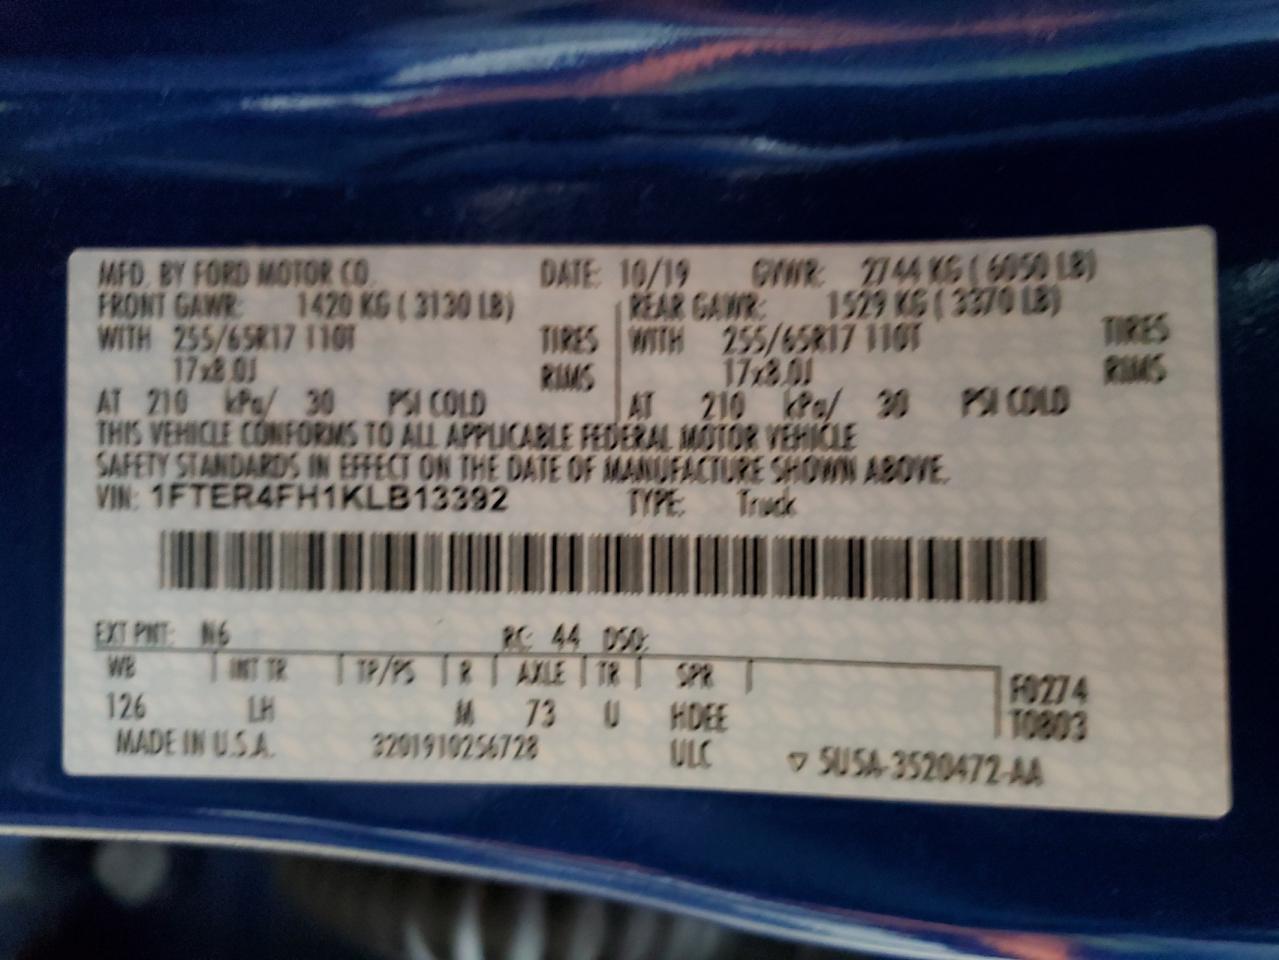 MFD. BY FORD MOTOR CO. DATE: 10/19 GVWR: 2744 KG ( 6050 LB)
FRONT GAWR: 1420 KG ( 3130 LB) REAR GAWR: 1529 KG ( 3370 LB)
WITH 255/65R17 110T TIRES WITH 255/65R17 110T TIRES
17x8.0J RIMS 17x8.0J RIMS
AT 210 kPa/ 30 PSI COLD AT 210 kPa/ 30 PSI COLD
THIS VEHICLE CONFORMS TO ALL APPLICABLE FEDERAL MOTOR VEHICLE
SAFETY STANDARDS IN EFFECT ON THE DATE OF MANUFACTURE SHOWN ABOVE.
VIN: 1FTER4FH1KLB13392 TYPE: Truck
EXT PNT: N6 RC: 44 DSO:
WB INT TR TP/PS R AXLE TR SPR F0274
126 LH M 73 U HDEE T0803
MADE IN U.S.A. 3201910256728 ULC ▽ 5U5A-3520472-AA